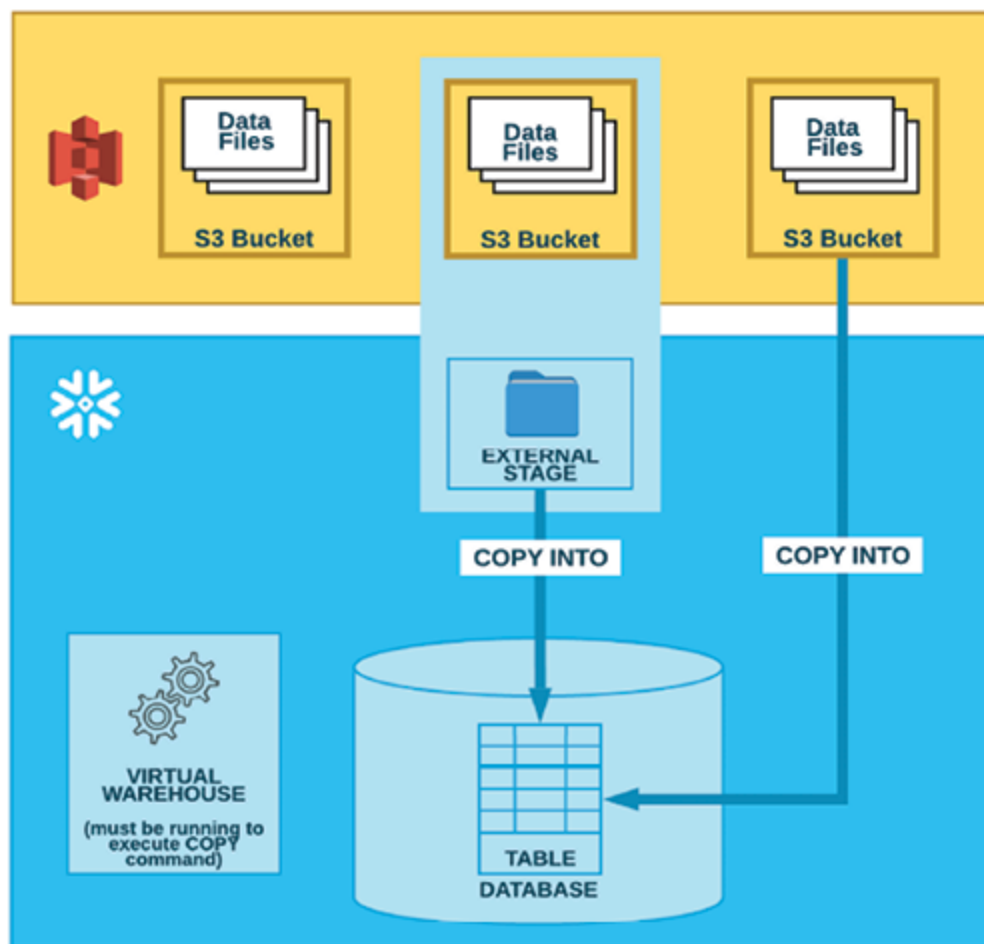 Data
Files
S3 Bucket
Data
Files
S3 Bucket
Data
Files
S3 Bucket
EXTERNAL
STAGE
COPY INTO
COPY INTO
VIRTUAL
WAREHOUSE
(must be running to
execute COPY
command)
TABLE
DATABASE